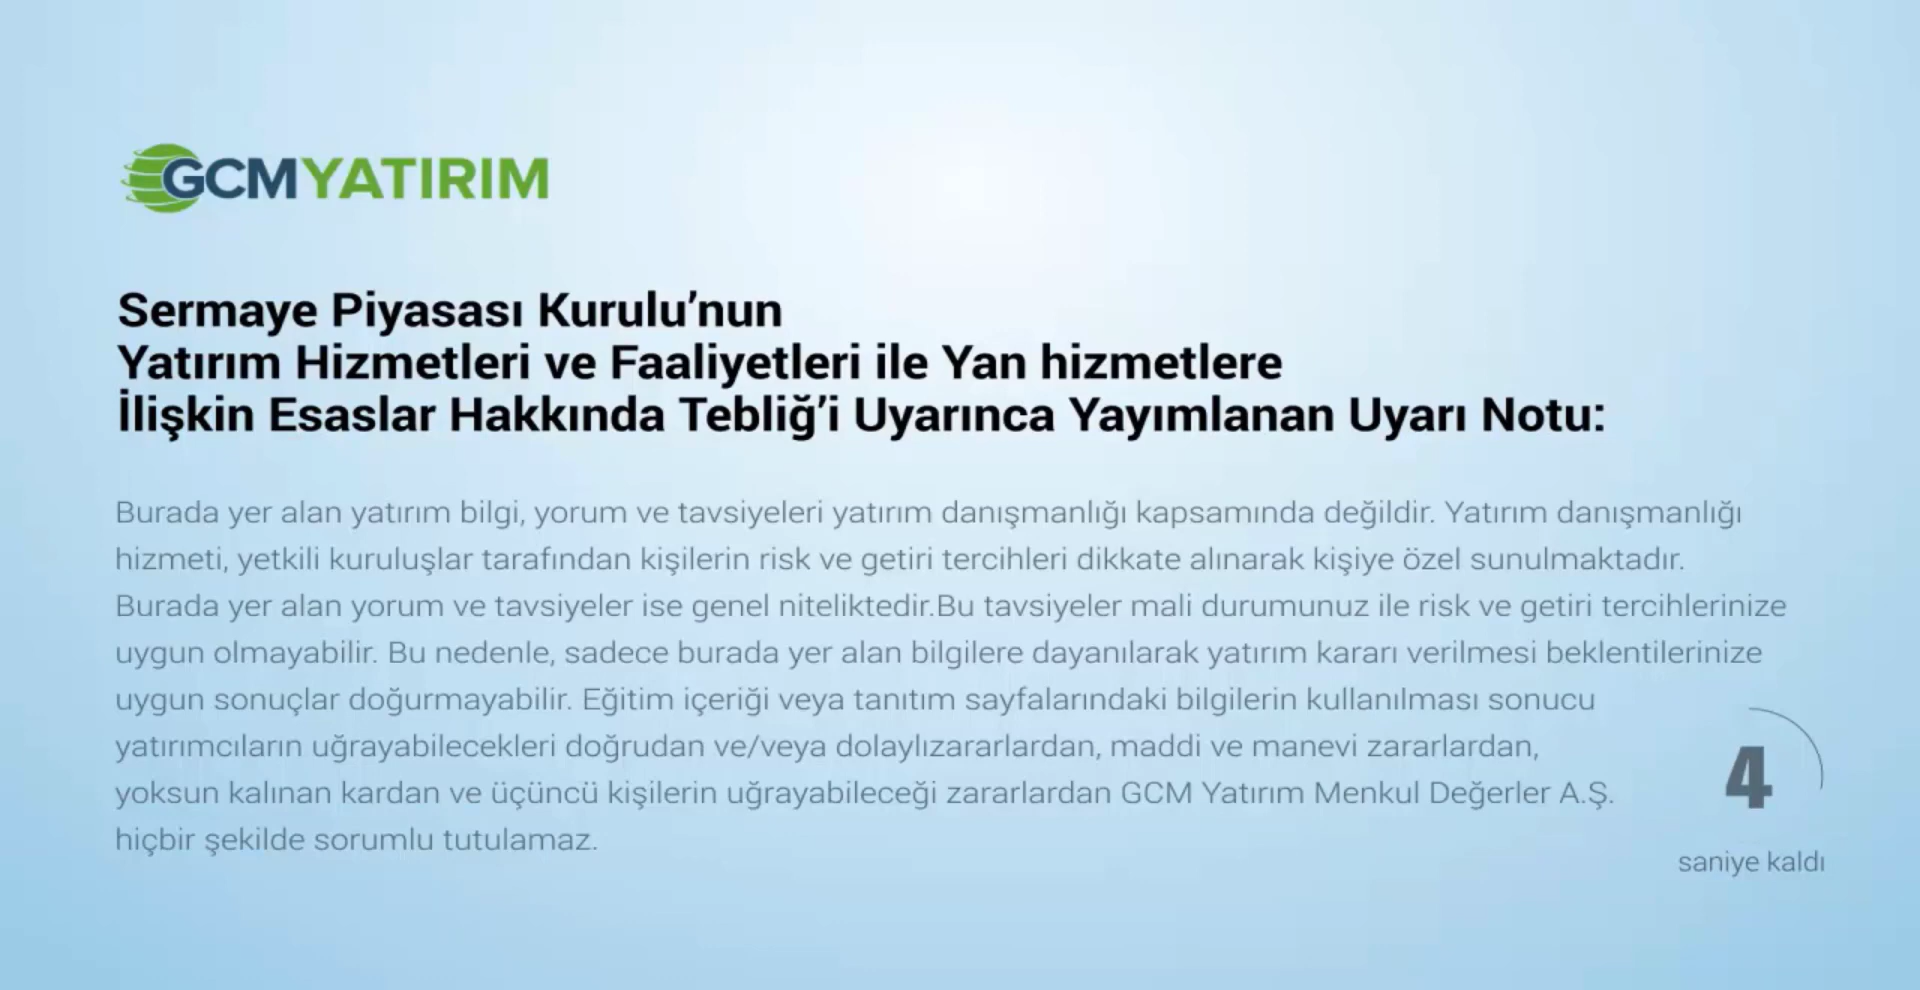 GCMYATIRIM
Sermaye Piyasası Kurulu’nun
Yatırım Hizmetleri ve Faaliyetleri ile Yan hizmetlere
İlişkin Esaslar Hakkında Tebliğ’i Uyarınca Yayımlanan Uyarı Notu:
Burada yer alan yatırım bilgi, yorum ve tavsiyeleri yatırım danışmanlığı kapsamında değildir. Yatırım danışmanlığı
hizmeti, yetkili kuruluşlar tarafından kişilerin risk ve getiri tercihleri dikkate alınarak kişiye özel sunulmaktadır.
Burada yer alan yorum ve tavsiyeler ise genel niteliktedir.Bu tavsiyeler mali durumunuz ile risk ve getiri tercihlerinize
uygun olmayabilir. Bu nedenle, sadece burada yer alan bilgilere dayanılarak yatırım kararı verilmesi beklentilerinize
uygun sonuçlar doğurmayabilir. Eğitim içeriği veya tanıtım sayfalarındaki bilgilerin kullanılması sonucu
yatırımcıların uğrayabilecekleri doğrudan ve/veya dolaylızararlardan, maddi ve manevi zararlardan,
yoksun kalınan kardan ve üçüncü kişilerin uğrayabileceği zararlardan GCM Yatırım Menkul Değerler A.Ş.
hiçbir şekilde sorumlu tutulamaz.
4
saniye kaldı